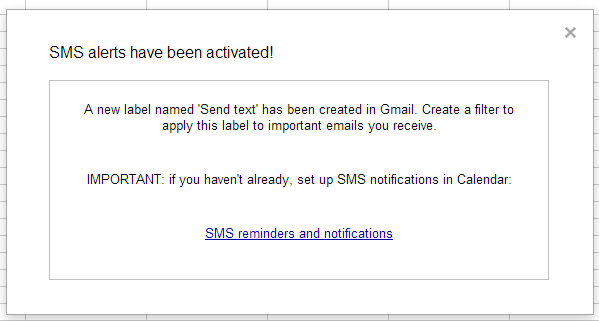 SMS alerts have been activated!
A new label named 'Send text' has been created in Gmail. Create a filter to
apply this label to important emails you receive.
IMPORTANT: if you haven't already, set up SMS notifications in Calendar:
SMS reminders and notifications